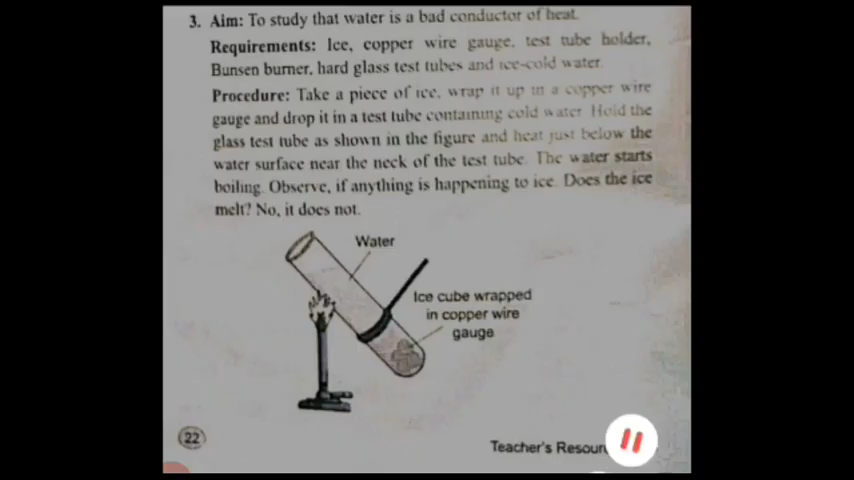 3. Aim: To study that water is a bad conductor of heat.
Requirements: Ice, copper wire gauge, test tube holder,
Bunsen burner, hard glass test tubes and ice-cold water.
Procedure: Take a piece of ice, wrap it up in a copper wire
gauge and drop it in a test tube containing cold water. Hold the
glass test tube as shown in the figure and heat just below the
water surface near the neck of the test tube. The water starts
boiling. Observe, if anything is happening to ice. Does the ice
melt? No, it does not.
Water
Ice cube wrapped
in copper wire
gauge
22
Teacher's